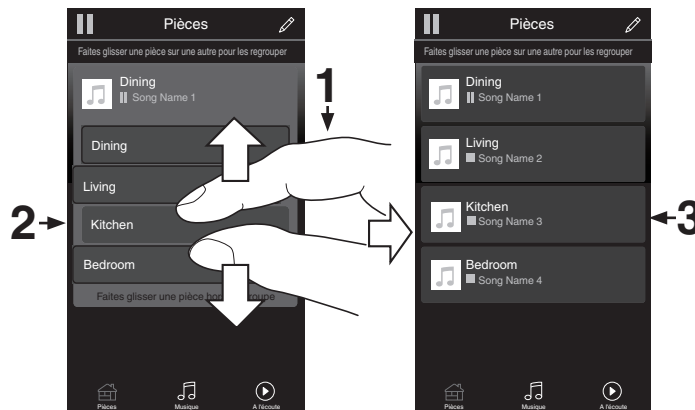 Pièces
Faites glisser une pièce sur une autre pour les regrouper
Dining
Song Name 1
Dining
Living
Kitchen
Bedroom
Faites glisser une pièce hors groupe
Pièces
Musique
A l'écoute
1
2
Pièces
Faites glisser une pièce sur une autre pour les regrouper
Dining
Song Name 1
Living
Song Name 2
Kitchen
Song Name 3
Bedroom
Song Name 4
Pièces
Musique
A l'écoute
3